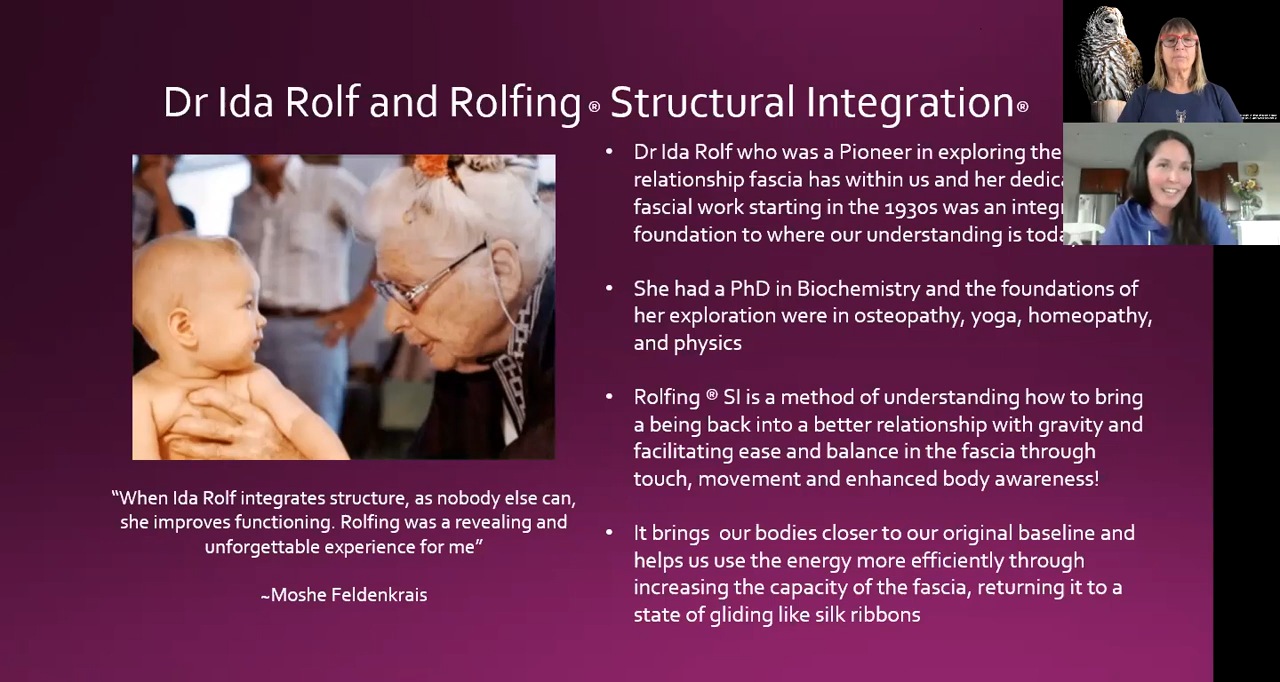 Dr Ida Rolf and Rolfing ® Structural Integration®
“When Ida Rolf integrates structure, as nobody else can,
she improves functioning. Rolfing was a revealing and
unforgettable experience for me”
~Moshe Feldenkrais
• Dr Ida Rolf who was a Pioneer in exploring the
relationship fascia has within us and her
fascial work starting in the 1930s was an
foundation to where our understanding is
• She had a PhD in Biochemistry and the foundations of
her exploration were in osteopathy, yoga, homeopathy,
and physics
• Rolfing ® SI is a method of understanding how to bring
a being back into a better relationship with gravity and
facilitating ease and balance in the fascia through
touch, movement and enhanced body awareness!
• It brings  our bodies closer to our original baseline and
helps us use the energy more efficiently through
increasing the capacity of the fascia, returning it to a
state of gliding like silk ribbons